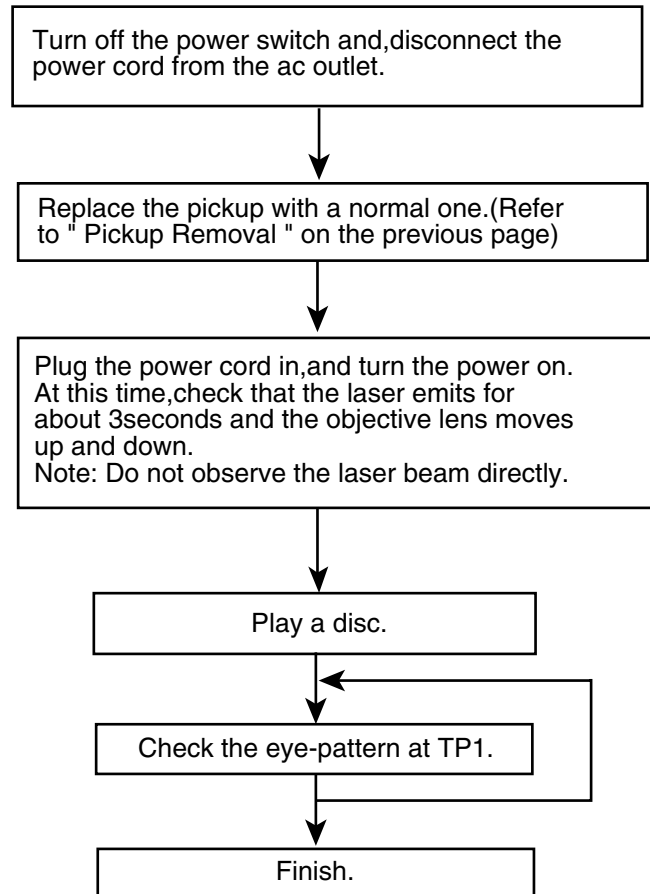 Turn off the power switch and,disconnect the
power cord from the ac outlet.
Replace the pickup with a normal one.(Refer
to " Pickup Removal " on the previous page)
Plug the power cord in,and turn the power on.
At this time,check that the laser emits for
about 3seconds and the objective lens moves
up and down.
Note: Do not observe the laser beam directly.
Play a disc.
Check the eye-pattern at TP1.
Finish.